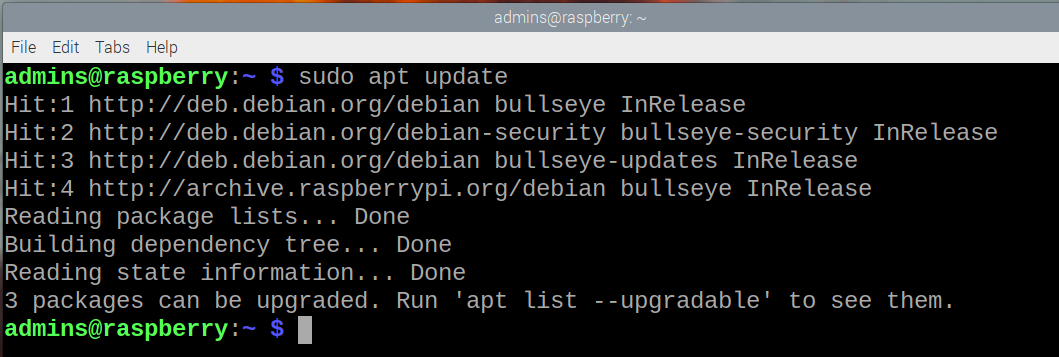 admins@raspberry: ~
File Edit Tabs Help
admins@raspberry:~ $ sudo apt update
Hit:1 http://deb.debian.org/debian bullseye InRelease
Hit:2 http://deb.debian.org/debian-security bullseye-security InRelease
Hit:3 http://deb.debian.org/debian bullseye-updates InRelease
Hit:4 http://archive.raspberrypi.org/debian bullseye InRelease
Reading package lists... Done
Building dependency tree... Done
Reading state information... Done
3 packages can be upgraded. Run 'apt list --upgradable' to see them.
admins@raspberry:~ $